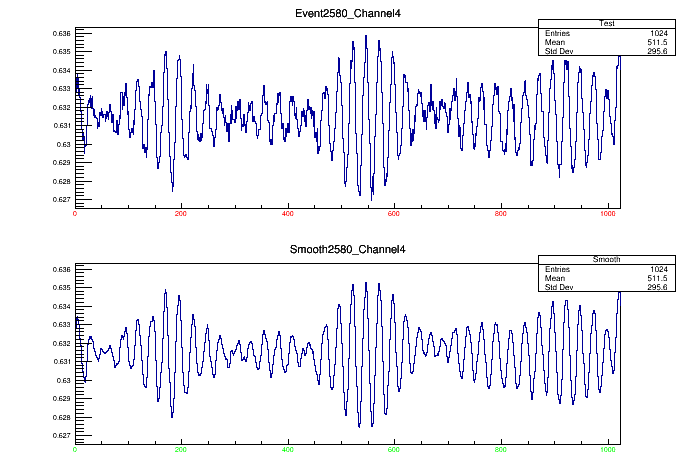 Event2580_Channel4
Test
Entries 1024
Mean 511.5
Std Dev 295.6
0.636
0.635
0.634
0.633
0.632
0.631
0.63
0.629
0.628
0.627
0 200 400 600 800 1000
Smooth2580_Channel4
Smooth
Entries 1024
Mean 511.5
Std Dev 295.6
0.636
0.635
0.634
0.633
0.632
0.631
0.63
0.629
0.628
0.627
0 200 400 600 800 1000